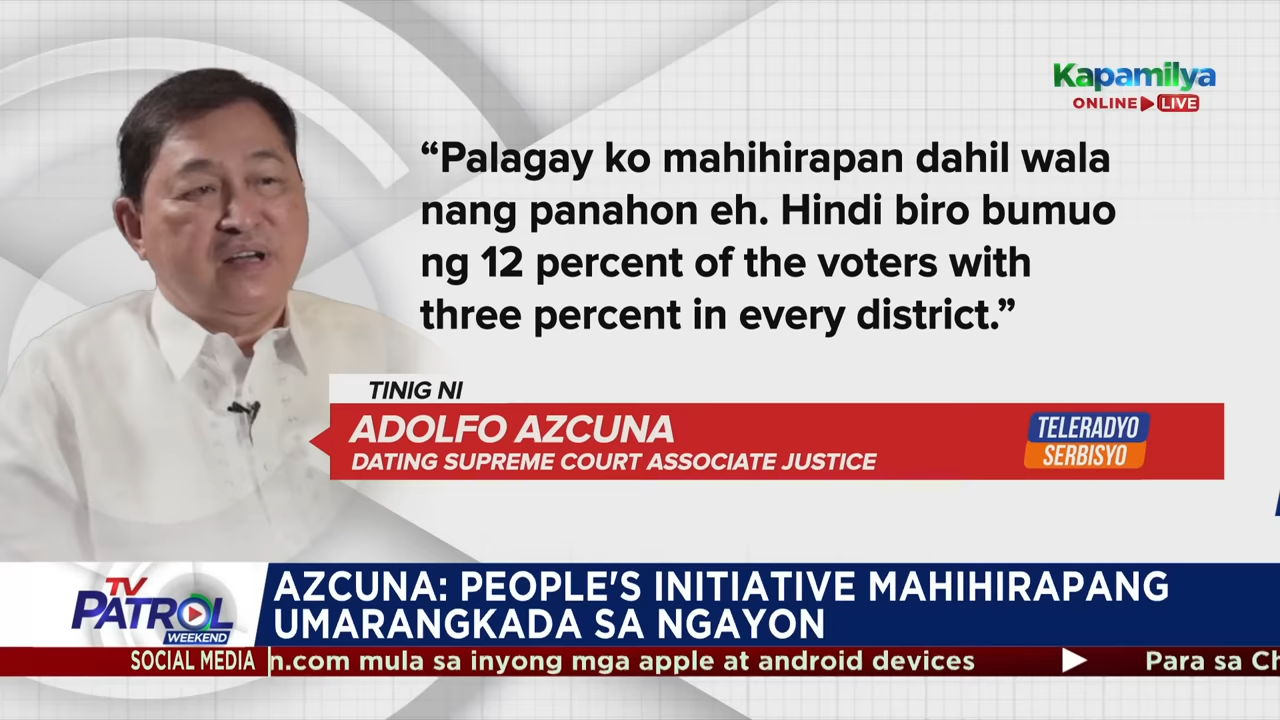 Kapamilya
ONLINE LIVE
“Palagay ko mahihirapan dahil wala
nang panahon eh. Hindi biro bumuo
ng 12 percent of the voters with
three percent in every district.”
TINIG NI
ADOLFO AZCUNA
DATING SUPREME COURT ASSOCIATE JUSTICE
TELERADYO
SERBISYO
TV
PATROL
WEEKEND
AZCUNA: PEOPLE'S INITIATIVE MAHIHIRAPANG
UMARANGKADA SA NGAYON
SOCIAL MEDIA
n.com mula sa inyong mga apple at android devices
Para sa Ch